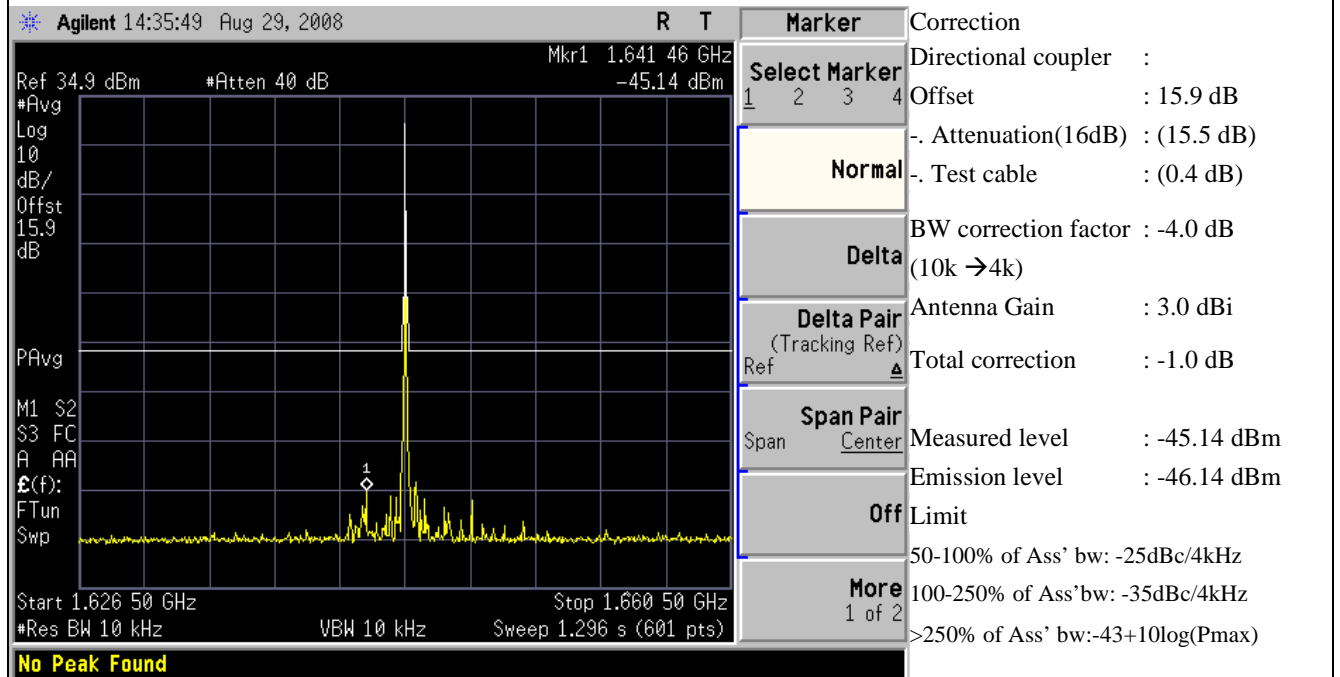 Agilent 14:35:49 Aug 29, 2008 R T
Mkr1 1.641 46 GHz
Ref 34.9 dBm #Atten 40 dB -45.14 dBm
#Avg
Log
10
dB/
Offst
15.9
dB
PAvg
M1 S2
S3 FC
A AA
£(f):
FTun
Swp
1
Start 1.626 50 GHz Stop 1.660 50 GHz
#Res BW 10 kHz VBW 10 kHz Sweep 1.296 s (601 pts)
No Peak Found
Marker
Select Marker
1 2 3 4
Normal
Delta
Delta Pair
(Tracking Ref)
Ref Δ
Span Pair
Span Center
Off
More
1 of 2
Correction
Directional coupler :
Offset : 15.9 dB
-. Attenuation(16dB) : (15.5 dB)
-. Test cable : (0.4 dB)
BW correction factor : -4.0 dB
(10k →4k)
Antenna Gain : 3.0 dBi
Total correction : -1.0 dB
Measured level : -45.14 dBm
Emission level : -46.14 dBm
Limit
50-100% of Ass’ bw: -25dBc/4kHz
100-250% of Ass’bw: -35dBc/4kHz
>250% of Ass’ bw:-43+10log(Pmax)